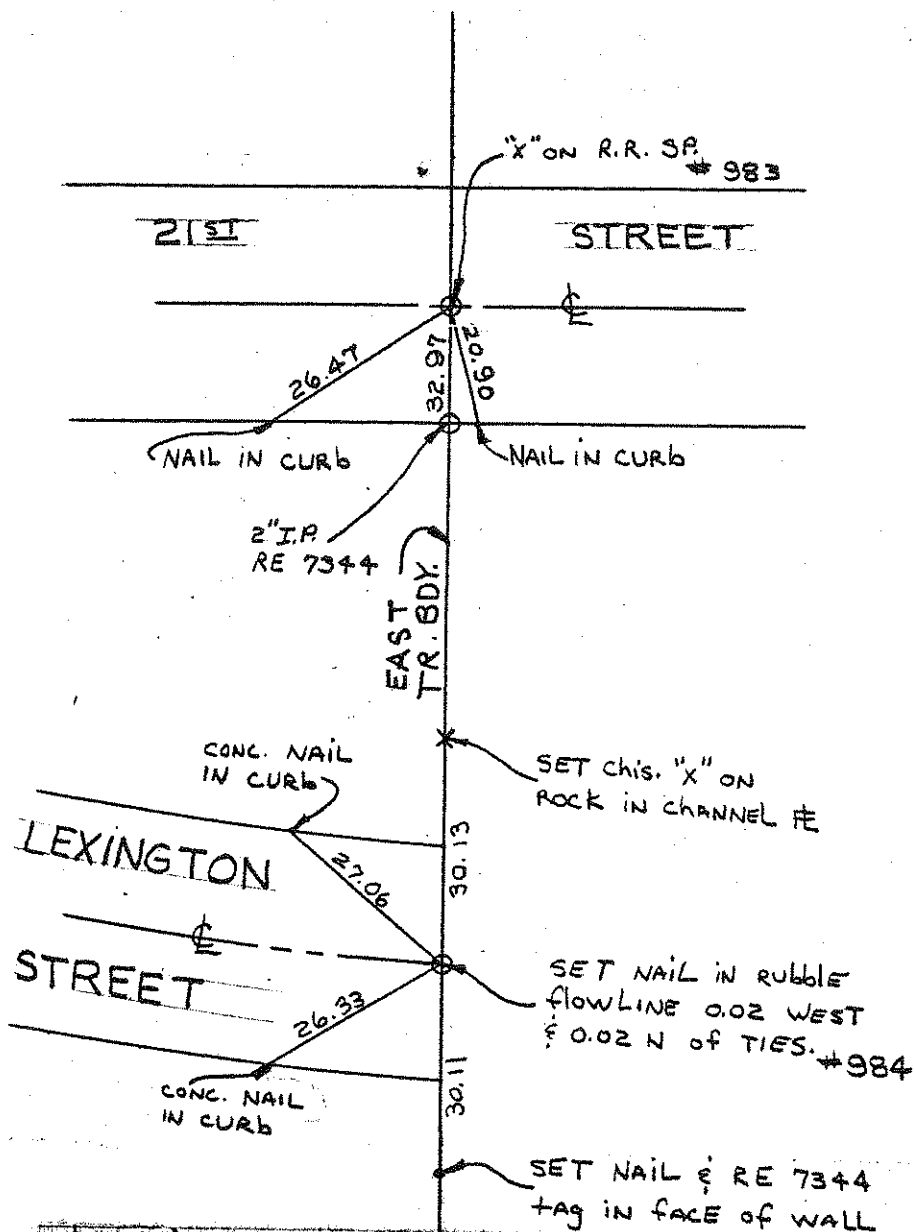 "X" ON R.R. SP.
# 983
21ST
STREET
℄
26.47
32.97
20.90
NAIL IN CURb
NAIL IN CURb
2" I.P.
RE 7344
EAST
TR. BDY.
CONC. NAIL
IN CURb
SET Chis. "X" ON
ROCK IN CHANNEL ⅊
LEXINGTON
30.13
27.06
℄
STREET
SET NAIL IN RUbble
flowLINE 0.02 WEST
& 0.02 N of TIES.
#984
26.33
30.11
CONC. NAIL
IN CURb
SET NAIL & RE 7344
tAg IN fACE of WALL